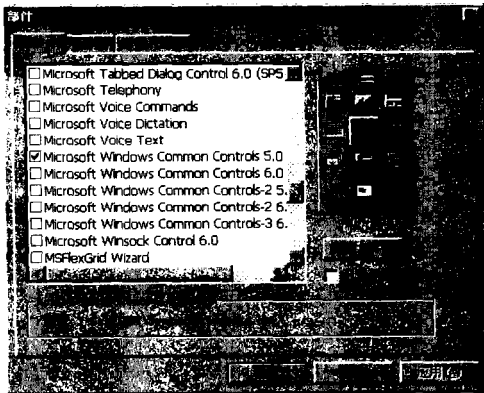 部件
Microsoft Tabbed Dialog Control 6.0 (SP5
Microsoft Telephony
Microsoft Voice Commands
Microsoft Voice Dictation
Microsoft Voice Text
Microsoft Windows Common Controls 5.0
Microsoft Windows Common Controls 6.0
Microsoft Windows Common Controls-2 5.
Microsoft Windows Common Controls-2 6.
Microsoft Windows Common Controls-3 6.
Microsoft Winsock Control 6.0
MSFlexGrid Wizard
应用(A)